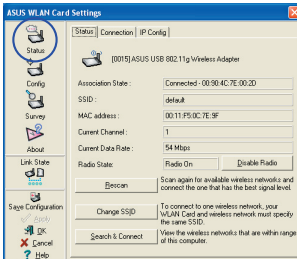 ASUS WLAN Card Settings
Status
Config
Survey
About
Link State
Save Configuration
Apply
OK
Cancel
Help
Status
Connection
IP Config
[0015] ASUS USB 802.11g Wireless Adapter
Association State :
Connected - 00:90:4C:7E:00:2D
SSID :
default
MAC address :
00:11:F5:0C:7E:9F
Current Channel :
1
Current Data Rate :
54 Mbps
Radio State:
Radio On
Disable Radio
Rescan
Scan again for available wireless networks and
connect the one that has the best signal level.
Change SSID
To connect to one wireless network, your
WLAN Card and wireless network must specify
the same SSID.
Search & Connect
View the wireless networks that are within range
of this computer.